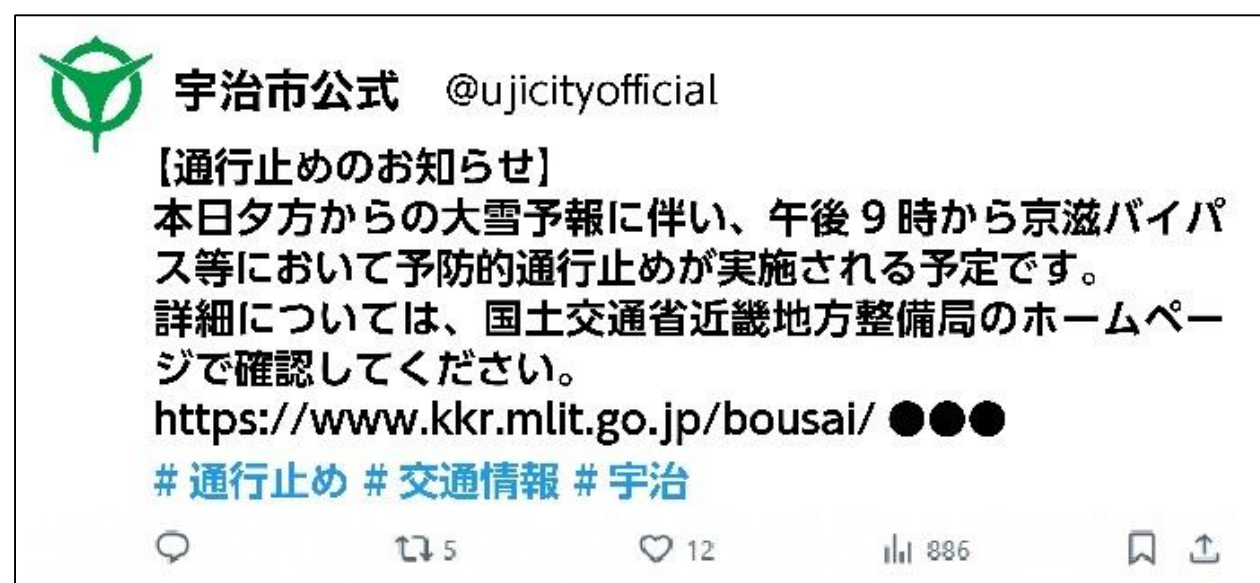 宇治市公式 @ujicityofficial
【通行止めのお知らせ】
本日夕方からの大雪予報に伴い、午後9時から京滋バイパ
ス等において予防的通行止めが実施される予定です。
詳細については、国土交通省近畿地方整備局のホームペー
ジで確認してください。
https://www.kkr.mlit.go.jp/bousai/ ●●●
# 通行止め # 交通情報 # 宇治
5 12 886